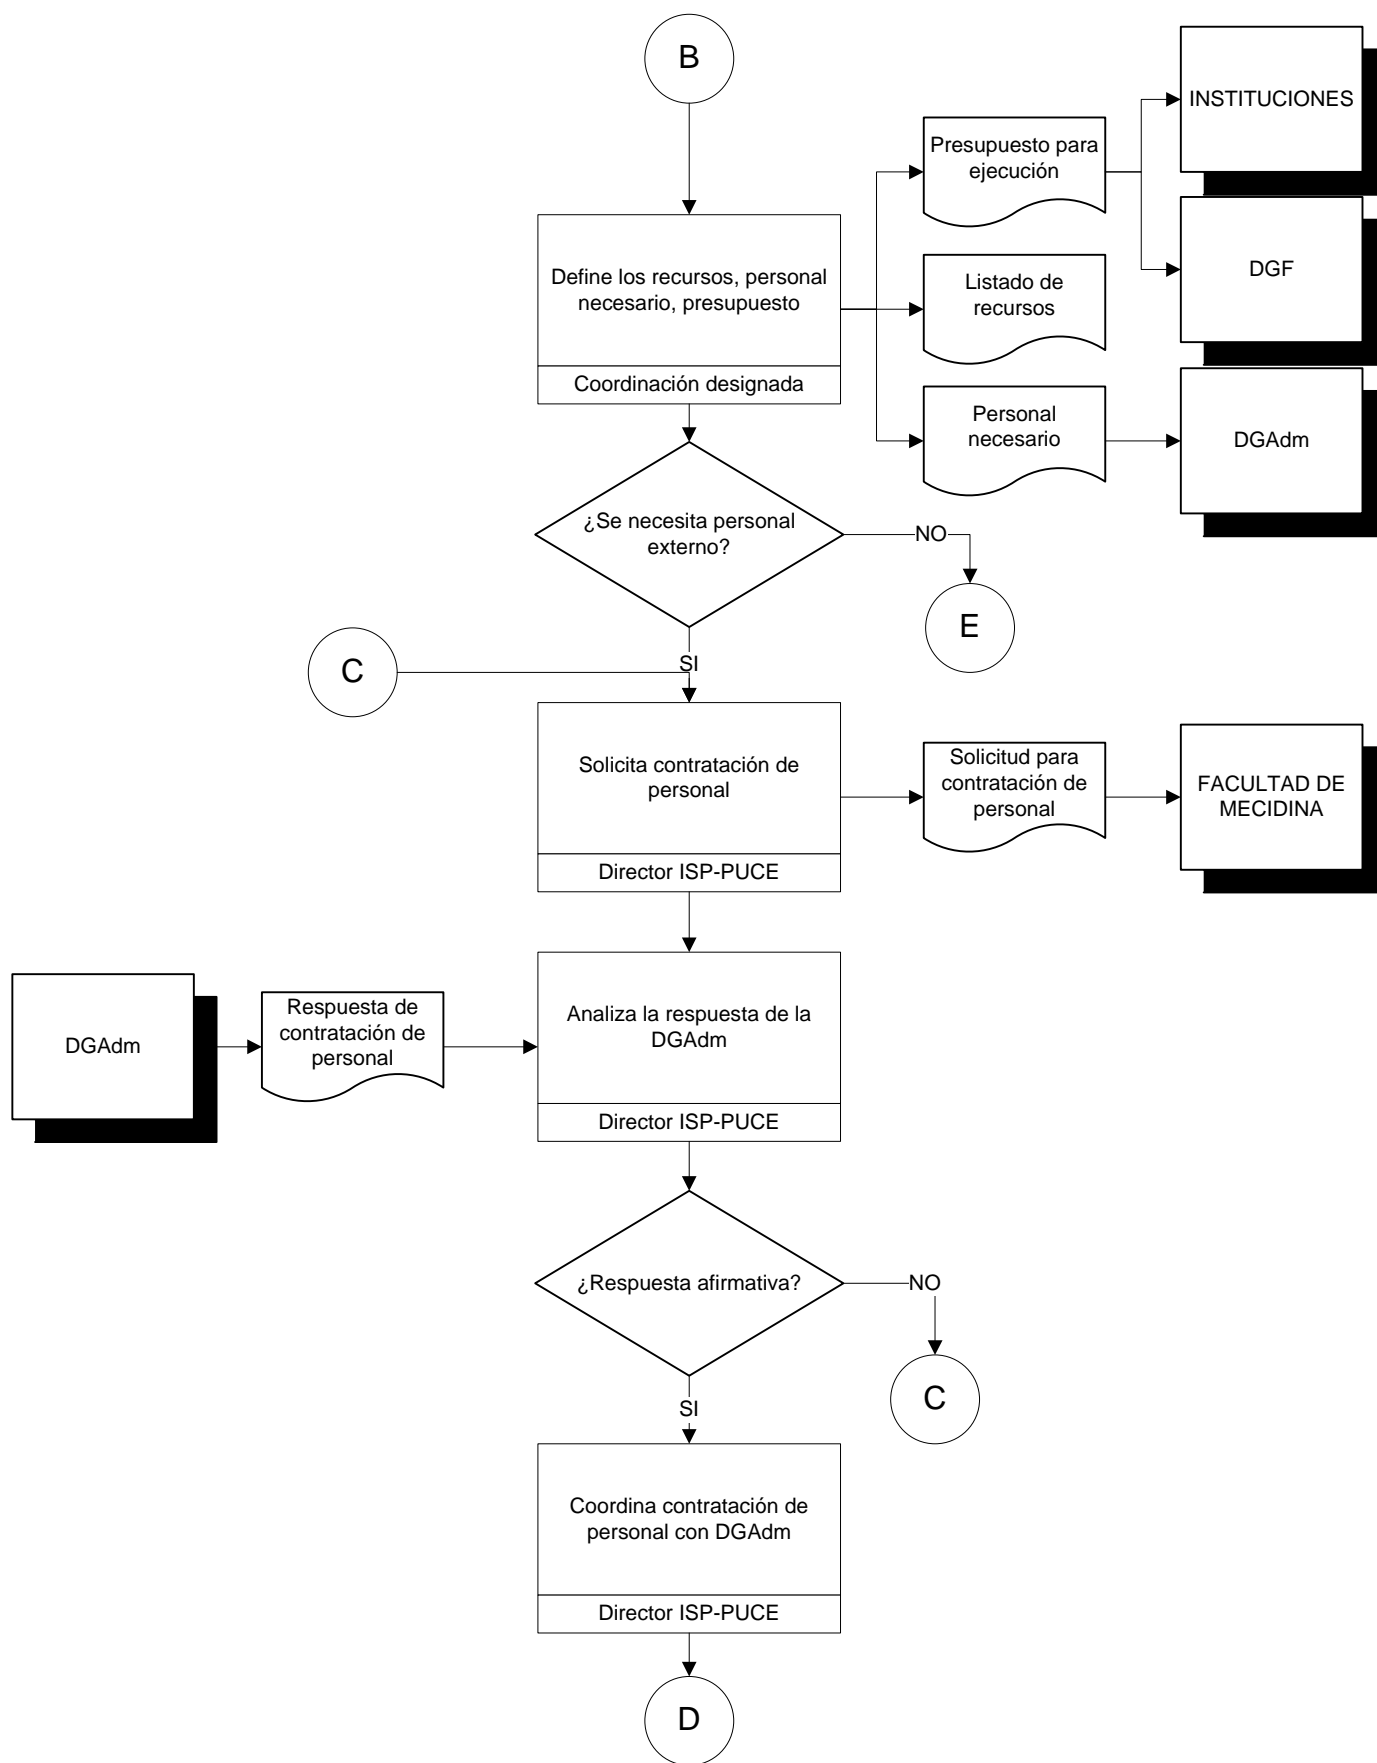 B
INSTITUCIONES
Presupuesto para
ejecución
DGF
Define los recursos, personal
necesario, presupuesto
Coordinación designada
Listado de
recursos
Personal
necesario
DGAdm
¿Se necesita personal
externo?
NO
E
SI
C
Solicita contratación de
personal
Director ISP-PUCE
Solicitud para
contratación de
personal
FACULTAD DE
MECIDINA
DGAdm
Respuesta de
contratación de
personal
Analiza la respuesta de la
DGAdm
Director ISP-PUCE
¿Respuesta afirmativa?
NO
C
SI
Coordina contratación de
personal con DGAdm
Director ISP-PUCE
D